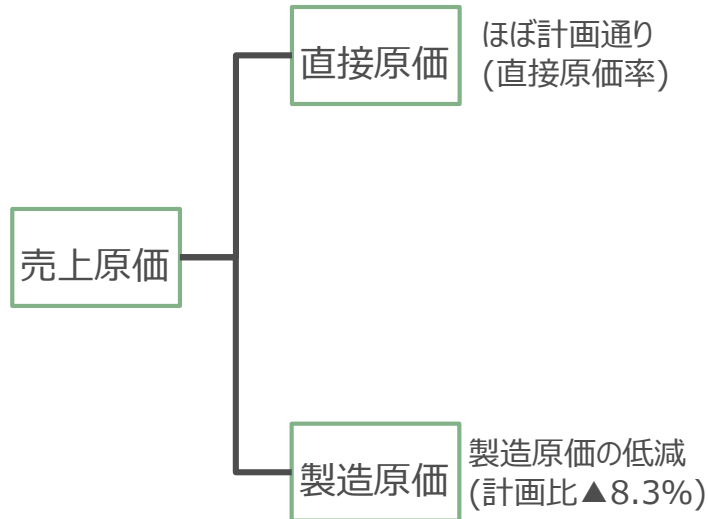 直接原価
ほぼ計画通り
(直接原価率)
売上原価
製造原価
製造原価の低減
(計画比▲8.3%)